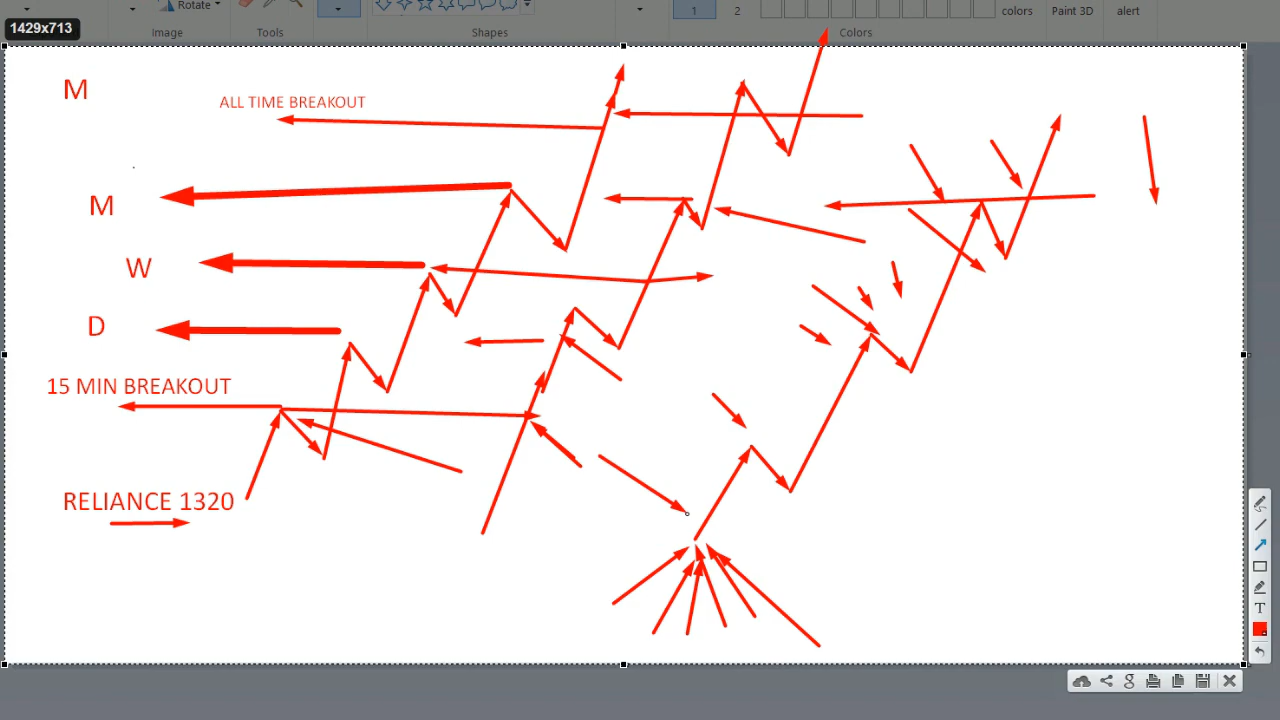 1429x713
Rotate
1
2
colors
Paint 3D
alert
Image
Tools
Shapes
Colors
M
ALL TIME BREAKOUT
M
W
D
15 MIN BREAKOUT
RELIANCE 1320
T
g